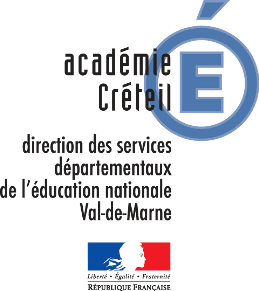 académie
Créteil
É
direction des services
départementaux
de l'éducation nationale
Val-de-Marne
Liberté • Égalité • Fraternité
RÉPUBLIQUE FRANÇAISE